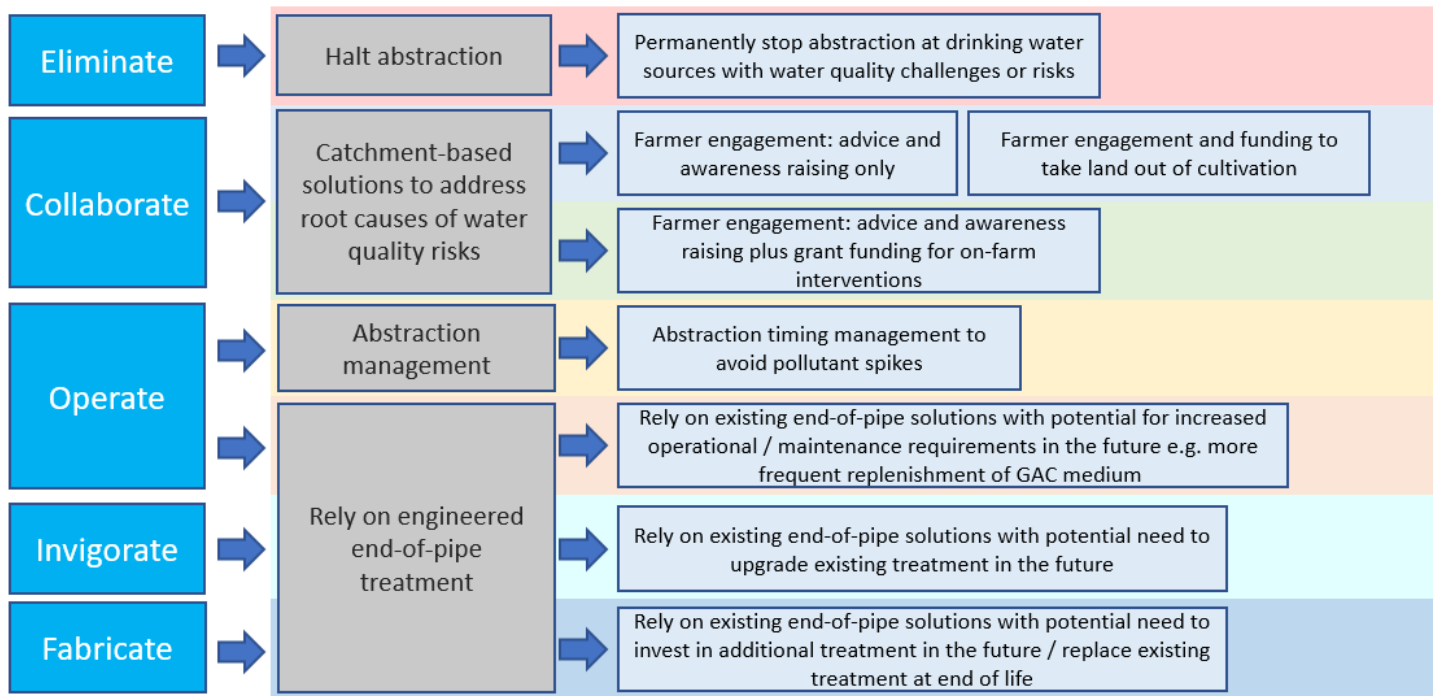 Eliminate
Halt abstraction
Permanently stop abstraction at drinking water
sources with water quality challenges or risks
Collaborate
Catchment-based
solutions to address
root causes of water
quality risks
Farmer engagement: advice and
awareness raising only
Farmer engagement and funding to
take land out of cultivation
Farmer engagement: advice and awareness
raising plus grant funding for on-farm
interventions
Operate
Abstraction
management
Abstraction timing management to
avoid pollutant spikes
Rely on engineered
end-of-pipe
treatment
Rely on existing end-of-pipe solutions with potential for increased
operational / maintenance requirements in the future e.g. more
frequent replenishment of GAC medium
Invigorate
Rely on existing end-of-pipe solutions with potential need to
upgrade existing treatment in the future
Fabricate
Rely on existing end-of-pipe solutions with potential need to
invest in additional treatment in the future / replace existing
treatment at end of life